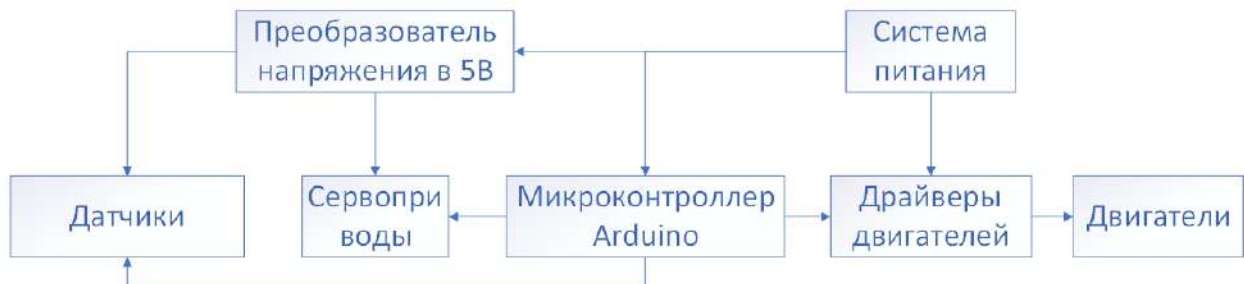 Преобразователь
напряжения в 5В
Система
питания
Датчики
Сервопри
воды
Микроконтроллер
Arduino
Драйверы
двигателей
Двигатели